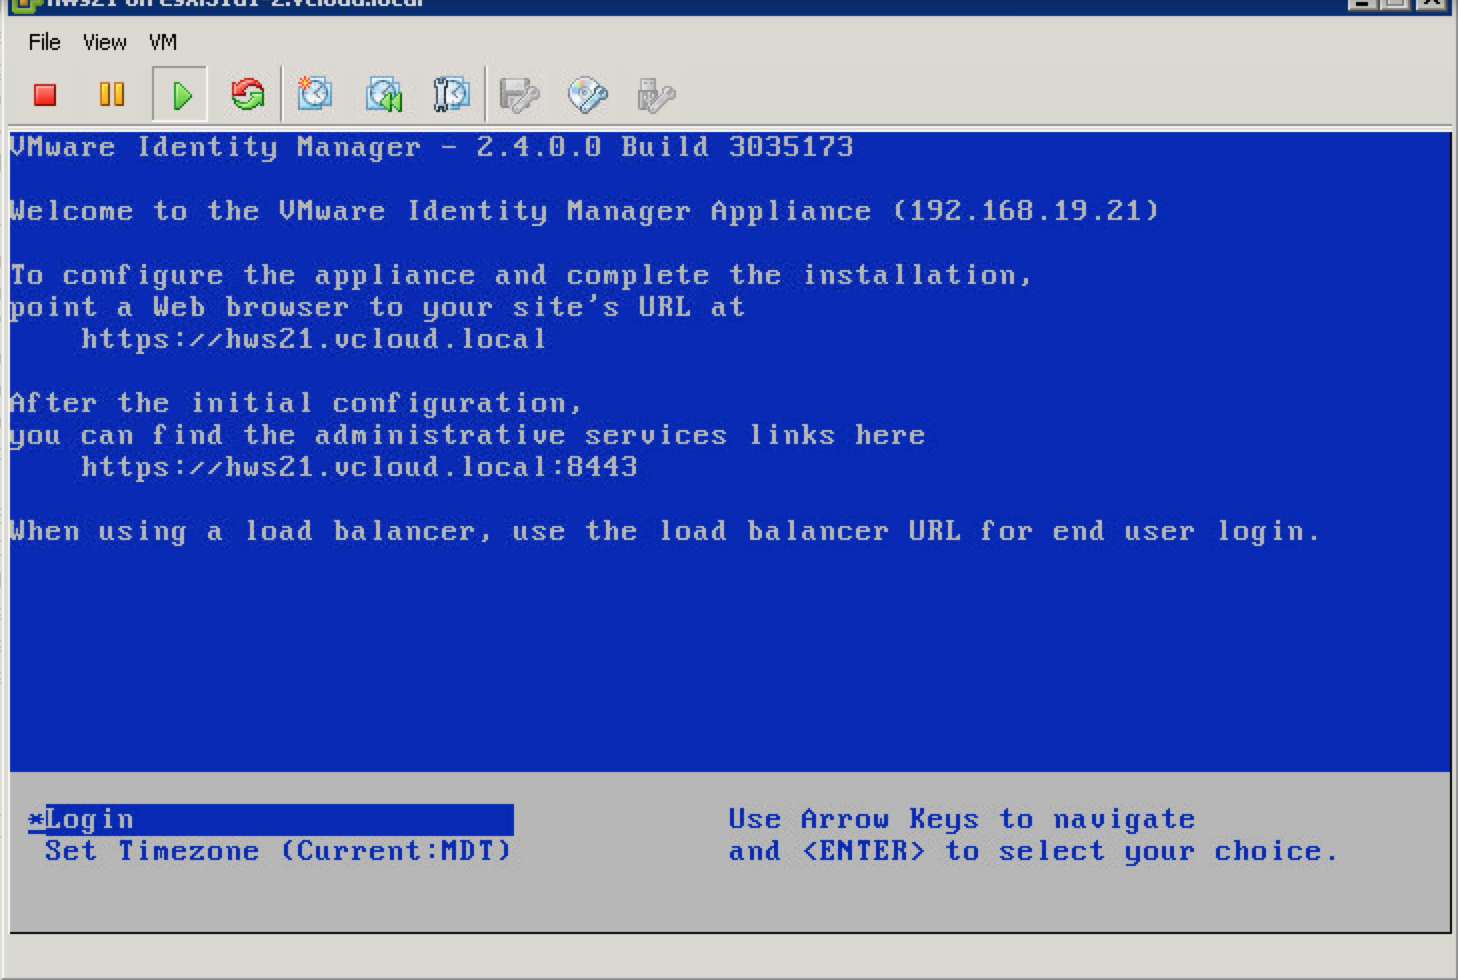 File View VM
VMware Identity Manager - 2.4.0.0 Build 3035173
Welcome to the VMware Identity Manager Appliance (192.168.19.21)
To configure the appliance and complete the installation,
point a Web browser to your site's URL at
https://hws21.vcloud.local
After the initial configuration,
you can find the administrative services links here
https://hws21.vcloud.local:8443
When using a load balancer, use the load balancer URL for end user login.
*Login
Set Timezone (Current:MDT)
Use Arrow Keys to navigate
and <ENTER> to select your choice.